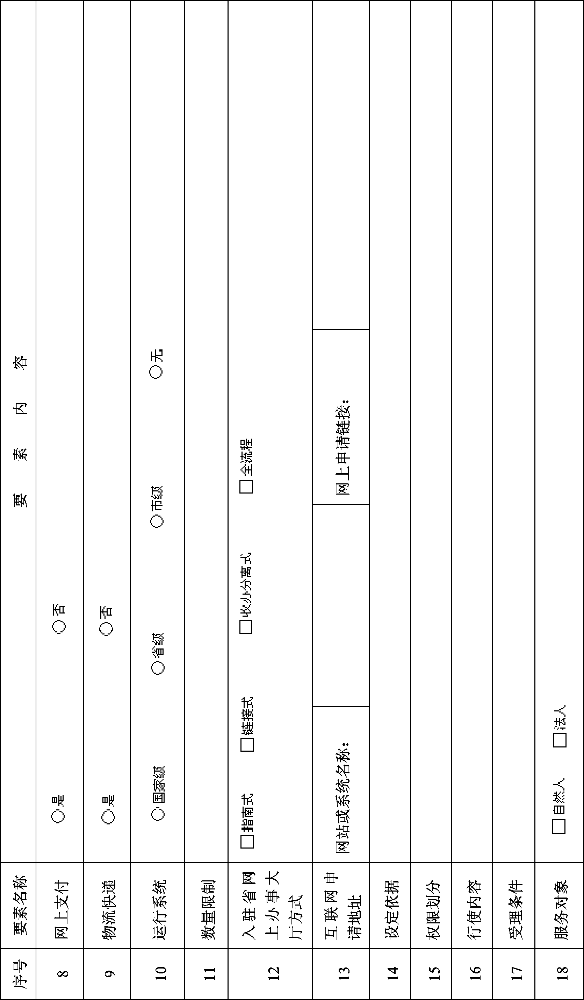 序号 要素名称 要素内容
8 网上支付 ○是 ○否
9 物流快递 ○是 ○否
10 运行系统 ○国家级 ○省级 ○市级 ○无
11 数量限制
12 入驻省网 □指南式 □链接式 □收办分离式 □全流程
上办事大
厅方式
13 互联网申 网站或系统名称： 网上申请链接：
请地址
14 设定依据
15 权限划分
16 行使内容
17 受理条件
18 服务对象 □自然人 □法人